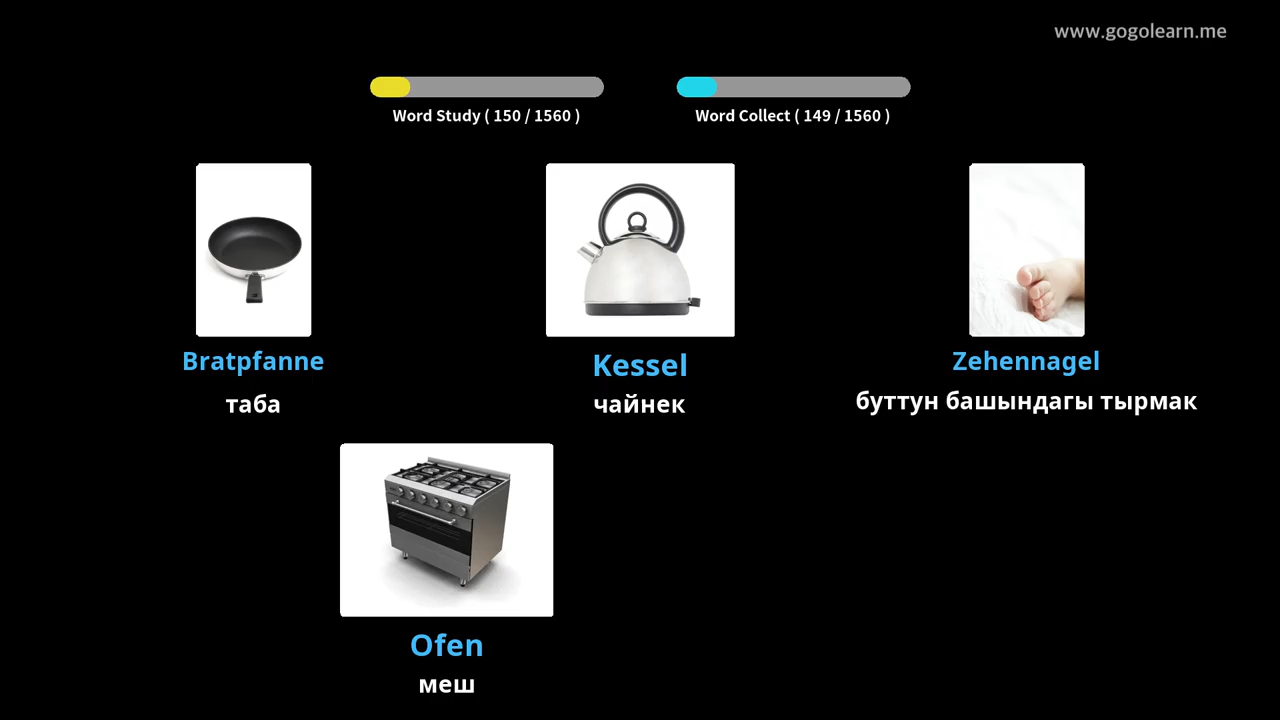 www.gogolearn.me
Word Study ( 150 / 1560 )
Word Collect ( 149 / 1560 )
Bratpfanne
таба
Kessel
чайнек
Zehennagel
буттун башындагы тырмак
Ofen
меш